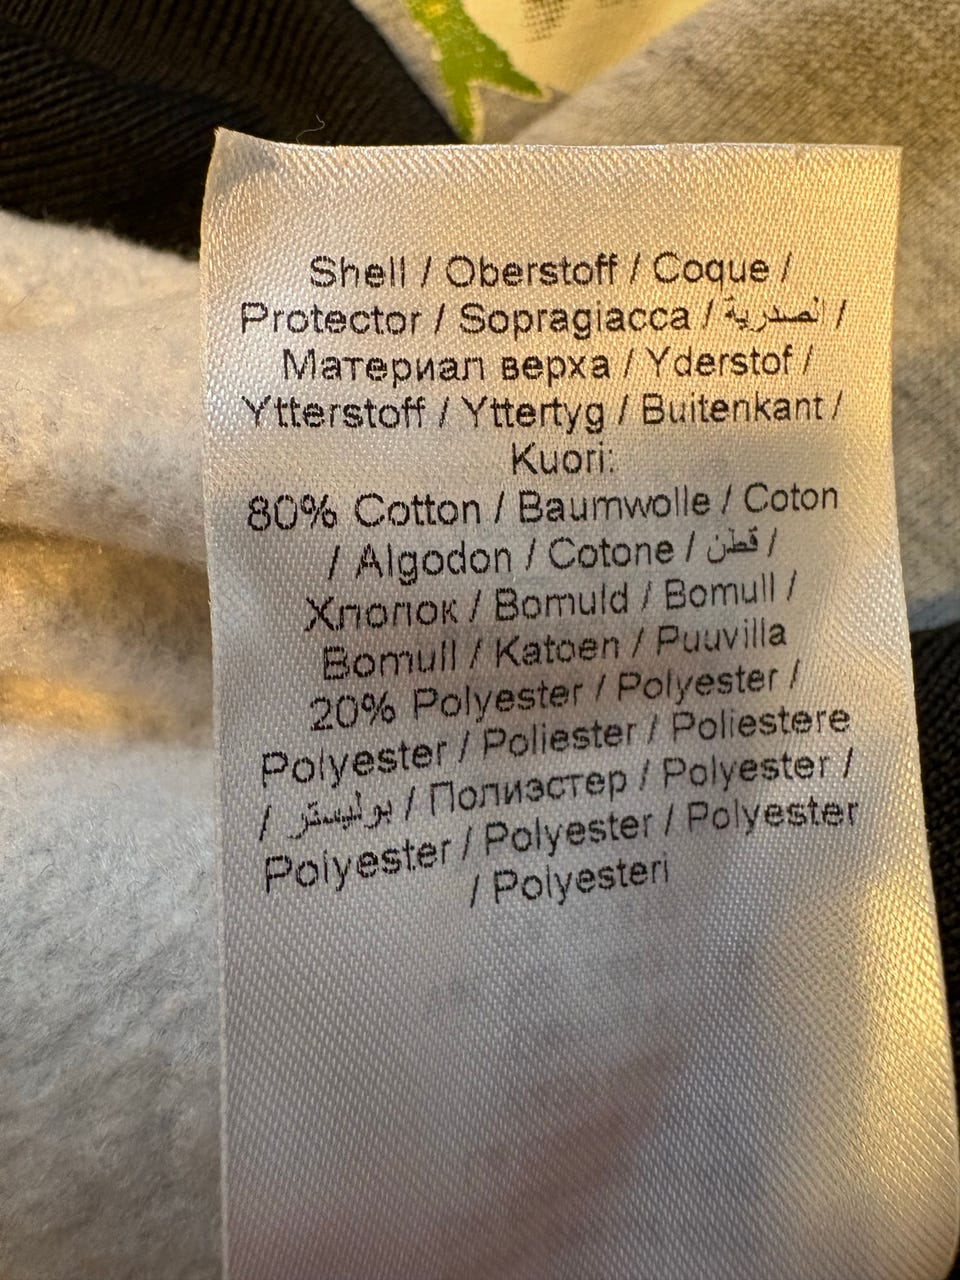 Shell / Oberstoff / Coque /
Protector / Sopragiacca / الصدرية /
Материал верха / Yderstof /
Ytterstoff / Yttertyg / Buitenkant /
Kuori:
80% Cotton / Baumwolle / Coton
/ Algodon / Cotone / قطن /
Хлопок / Bomuld / Bomull /
Bomull / Katoen / Puuvilla
20% Polyester / Polyester /
Polyester / Poliester / Poliestere
/ بوليستر / Полиэстер / Polyester /
Polyester / Polyester / Polyester
/ Polyesteri